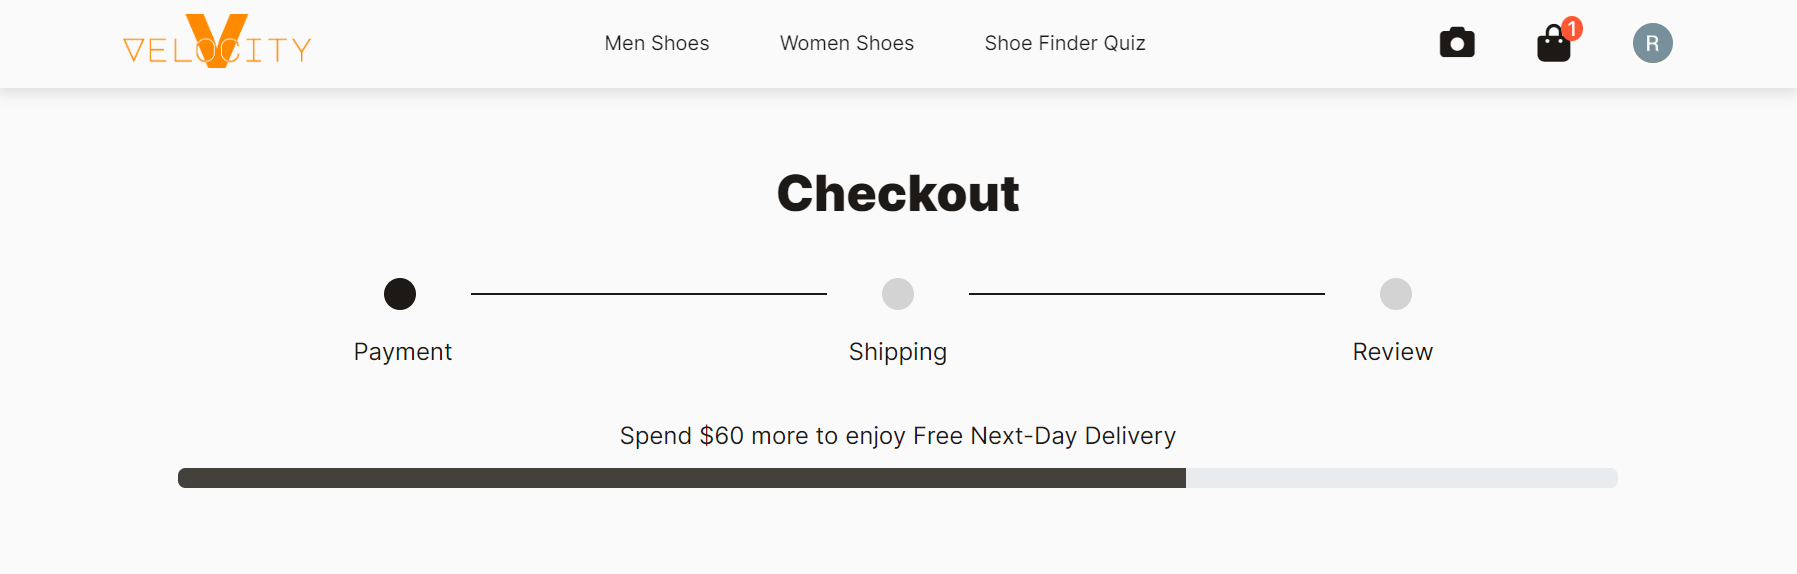 VELOCITY
Men Shoes
Women Shoes
Shoe Finder Quiz
1
R
Checkout
Payment
Shipping
Review
Spend $60 more to enjoy Free Next-Day Delivery